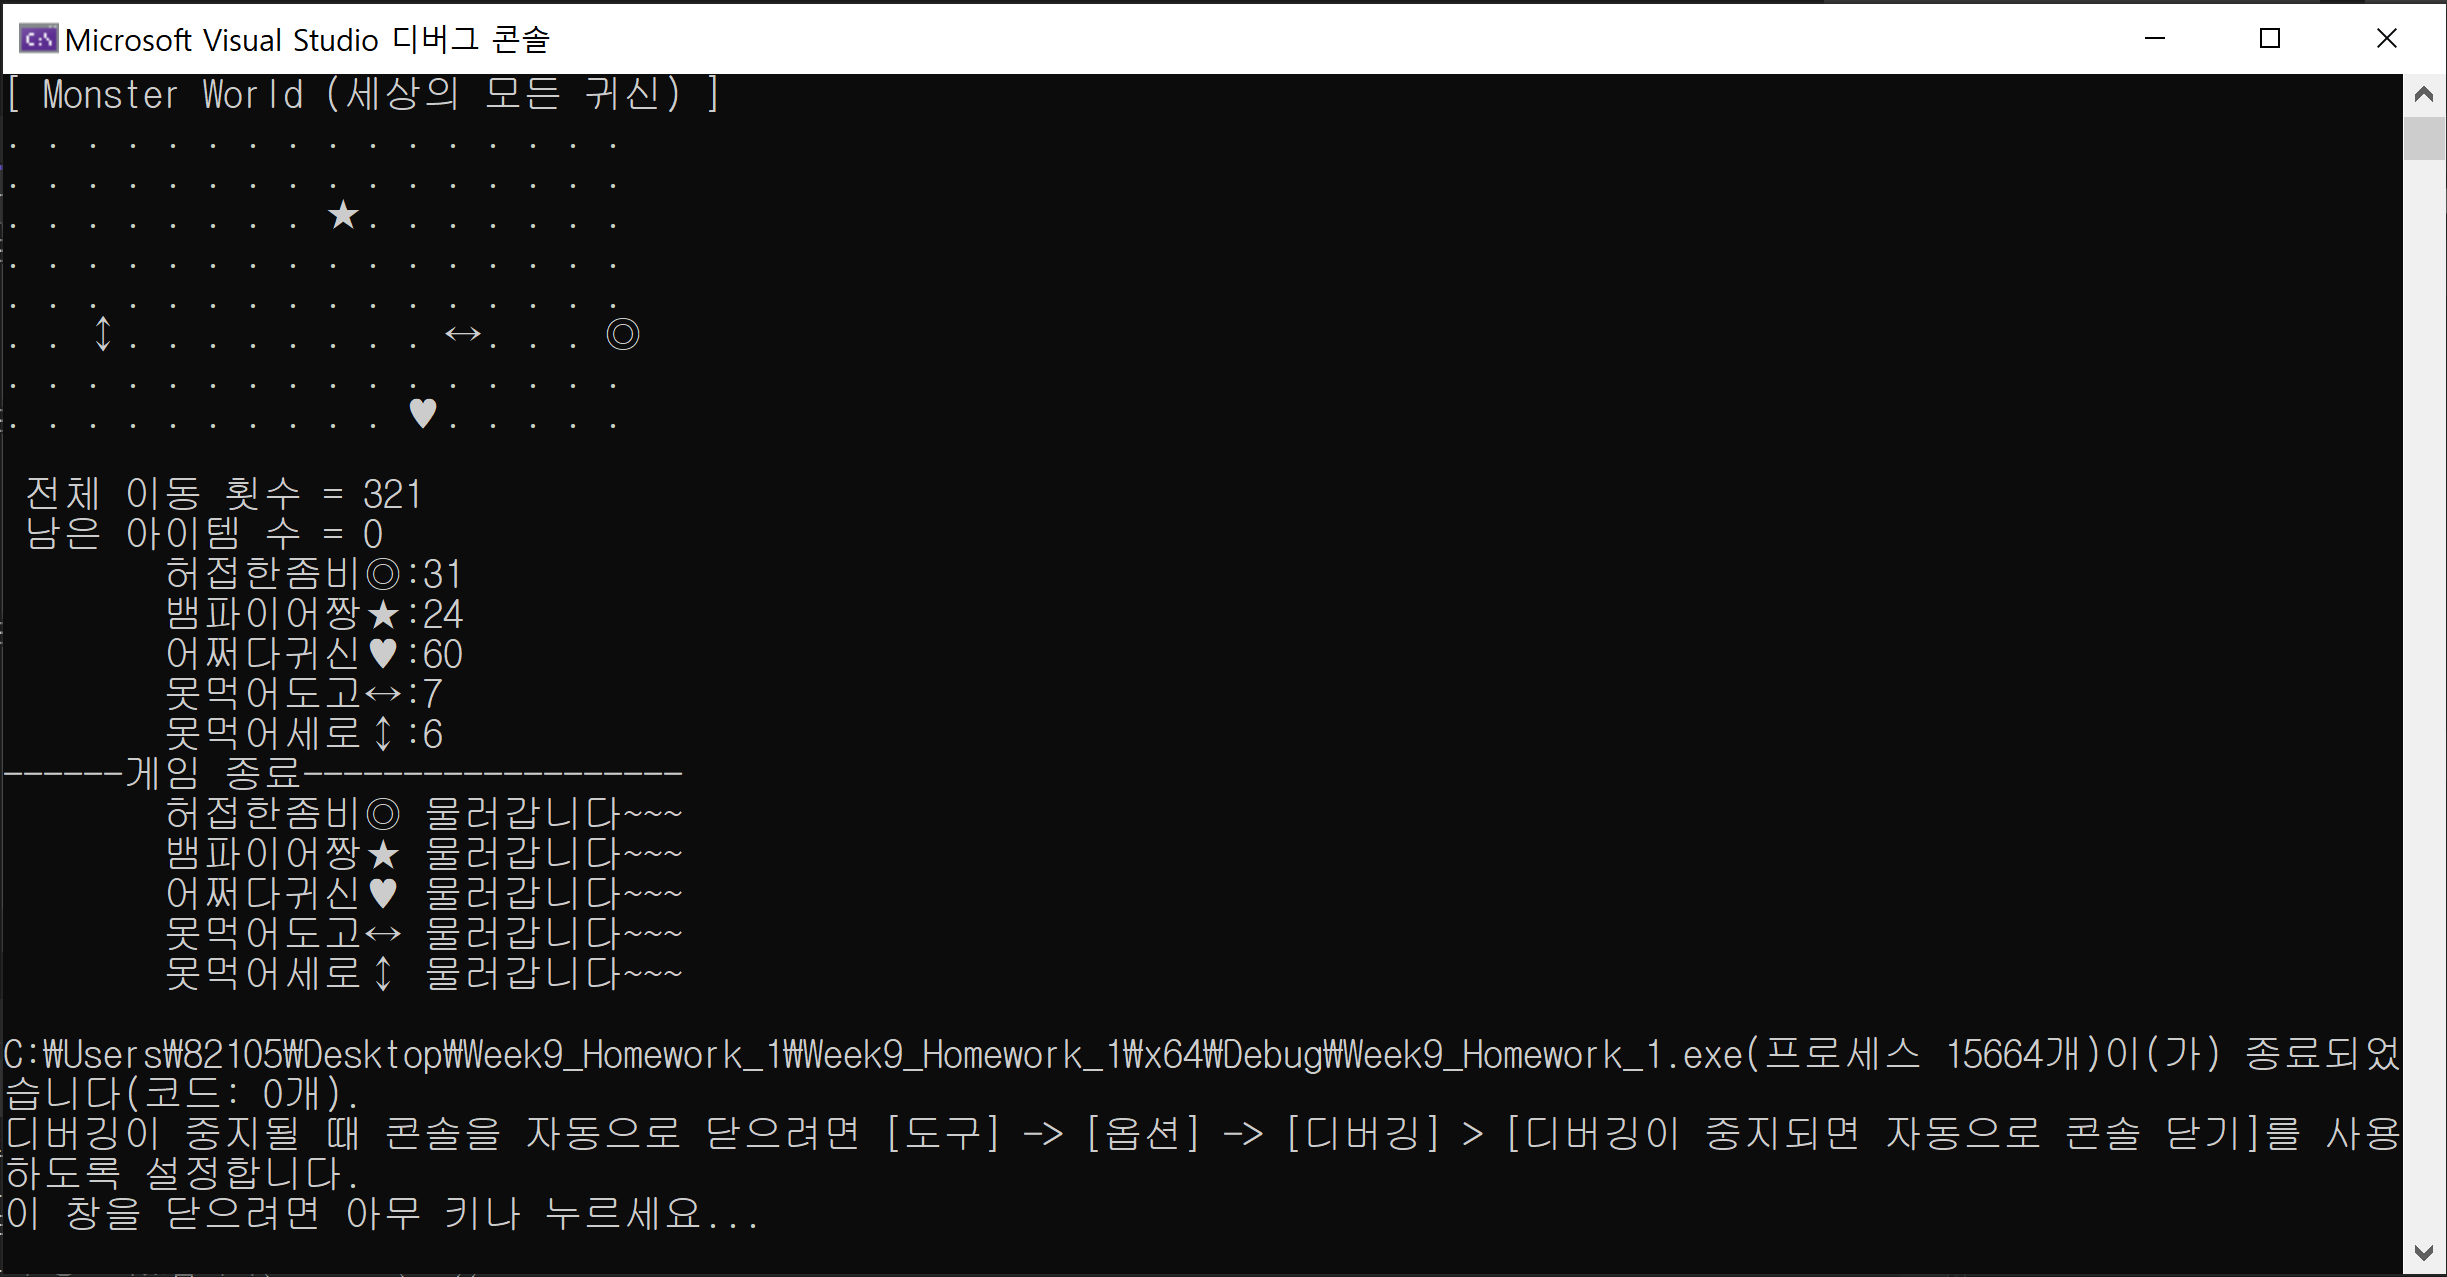 Microsoft Visual Studio 디버그 콘솔
[ Monster World (세상의 모든 귀신) ]
. . . . . . . . . . . . . . . .
. . . . . . . . . . . . . . . .
. . . . . . . . ★. . . . . . .
. . . . . . . . . . . . . . . .
. . . . . . . . . . . . . . . .
. . ↕. . . . . . . . ↔. . . ◎
. . . . . . . . . . . . . . . .
. . . . . . . . . . ♥. . . . .
전체 이동 횟수 = 321
남은 아이템 수 = 0
허접한좀비◎:31
뱀파이어짱★:24
어쩌다귀신♥:60
못먹어도고↔:7
못먹어세로↕:6
------게임 종료-------------------
허접한좀비◎ 물러갑니다~~~
뱀파이어짱★ 물러갑니다~~~
어쩌다귀신♥ 물러갑니다~~~
못먹어도고↔ 물러갑니다~~~
못먹어세로↕ 물러갑니다~~~
C:₩Users₩82105₩Desktop₩Week9_Homework_1₩Week9_Homework_1₩x64₩Debug₩Week9_Homework_1.exe(프로세스 15664개)이(가) 종료되었
습니다(코드: 0개).
디버깅이 중지될 때 콘솔을 자동으로 닫으려면 [도구] -> [옵션] -> [디버깅] > [디버깅이 중지되면 자동으로 콘솔 닫기]를 사용
하도록 설정합니다.
이 창을 닫으려면 아무 키나 누르세요...